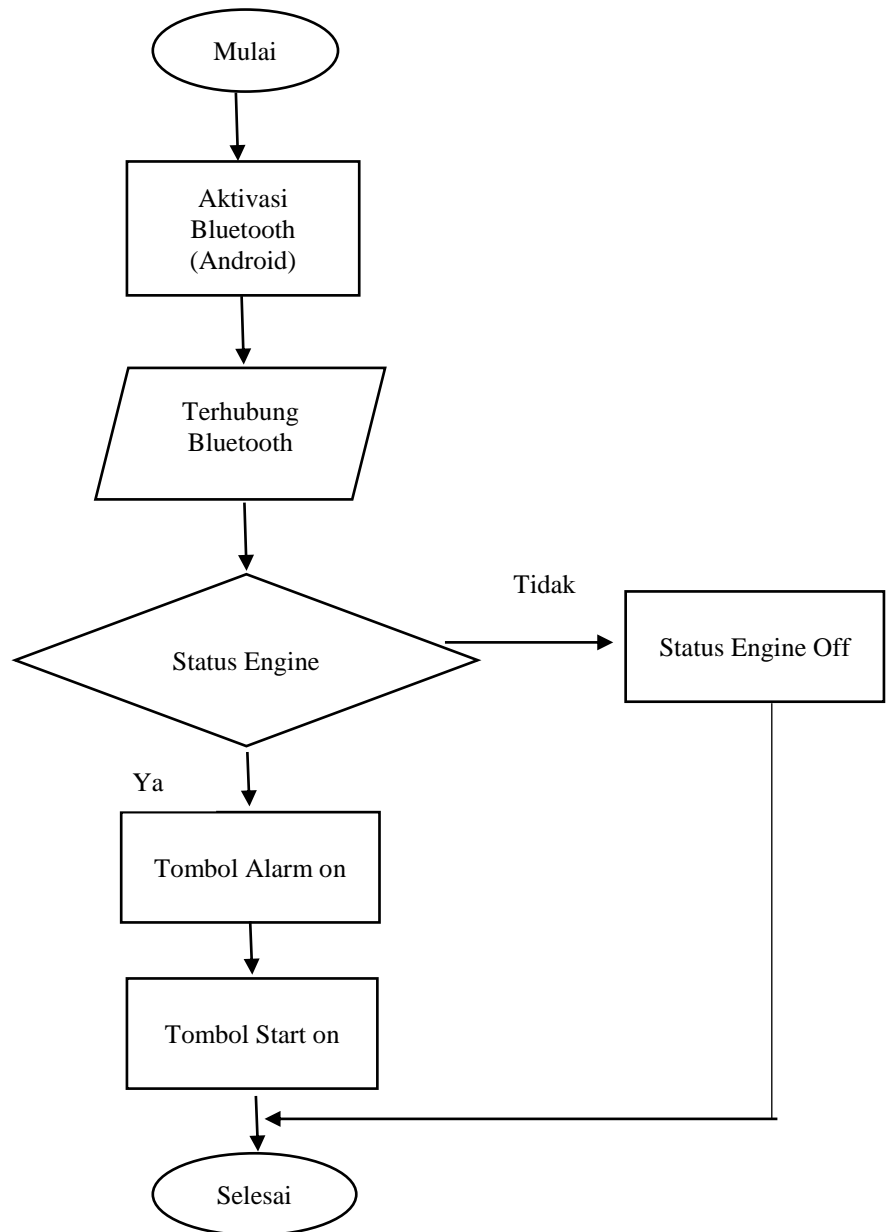 Mulai
Aktivasi
Bluetooth
(Android)
Terhubung
Bluetooth
Status Engine
Tidak
Status Engine Off
Ya
Tombol Alarm on
Tombol Start on
Selesai